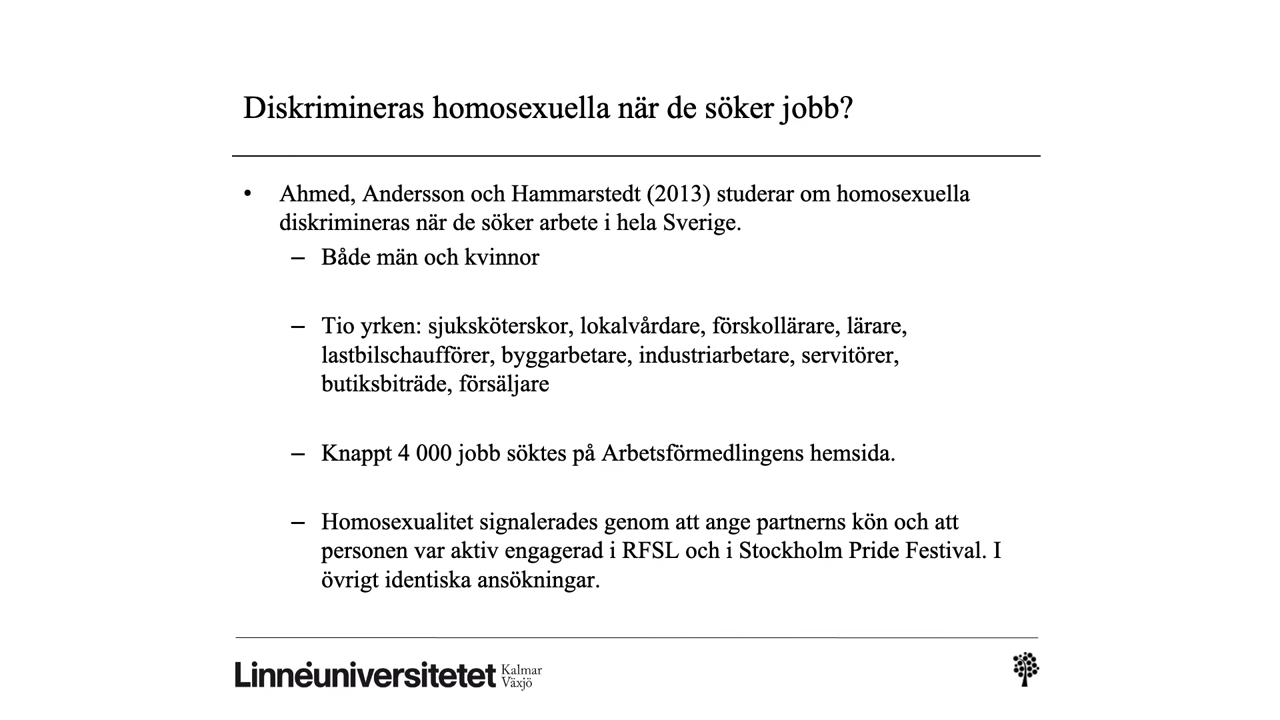 Diskrimineras homosexuella när de söker jobb?
• Ahmed, Andersson och Hammarstedt (2013) studerar om homosexuella
diskrimineras när de söker arbete i hela Sverige.
– Både män och kvinnor
– Tio yrken: sjuksköterskor, lokalvårdare, förskollärare, lärare,
lastbilschaufförer, byggarbetare, industriarbetare, servitörer,
butiksbiträde, försäljare
– Knappt 4 000 jobb söktes på Arbetsförmedlingens hemsida.
– Homosexualitet signalerades genom att ange partnerns kön och att
personen var aktiv engagerad i RFSL och i Stockholm Pride Festival. I
övrigt identiska ansökningar.
Linnéuniversitetet
Kalmar
Växjö